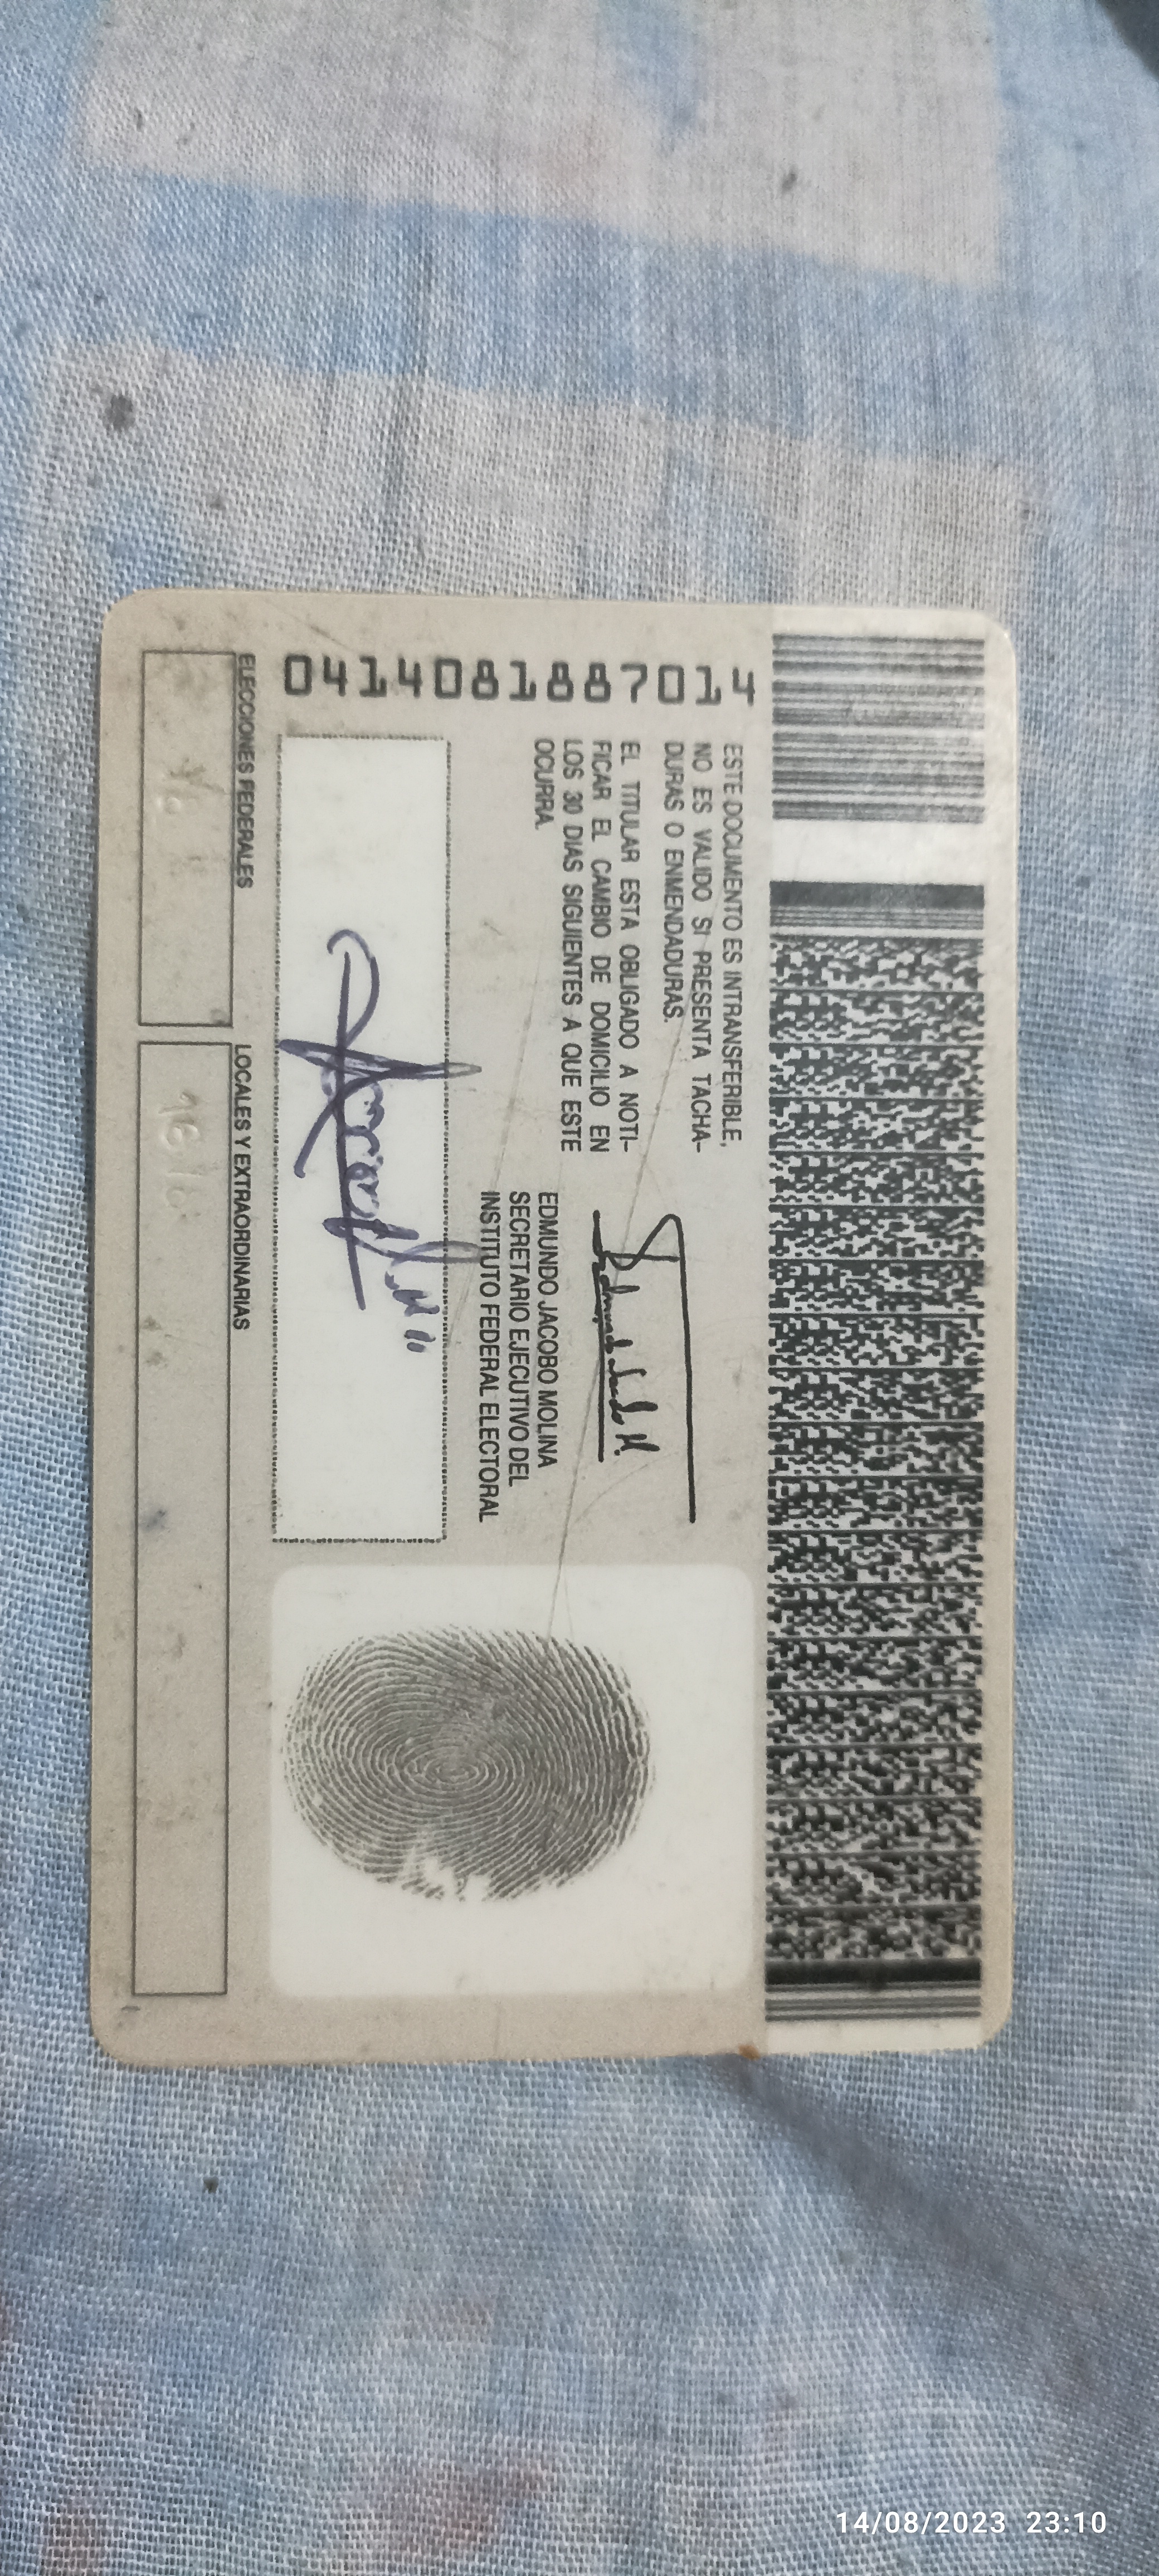 0414081887014
ESTE DOCUMENTO ES INTRANSFERIBLE,
NO ES VALIDO SI PRESENTA TACHA-
DURAS O ENMENDADURAS.
EL TITULAR ESTA OBLIGADO A NOTI-
FICAR EL CAMBIO DE DOMICILIO EN
LOS 30 DIAS SIGUIENTES A QUE ESTE
OCURRA.
EDMUNDO JACOBO MOLINA
SECRETARIO EJECUTIVO DEL
INSTITUTO FEDERAL ELECTORAL
ELECCIONES FEDERALES
LOCALES Y EXTRAORDINARIAS
14/08/2023 23:10